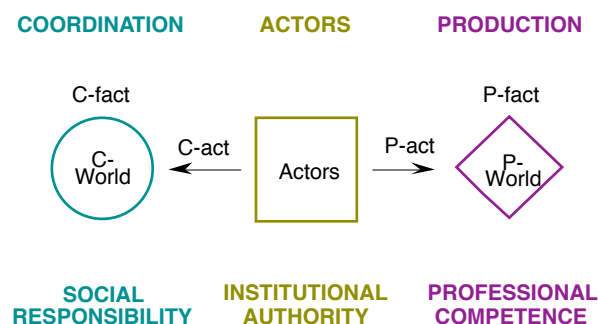 COORDINATION
ACTORS
PRODUCTION
C-fact
P-fact
C-act
P-act
C-
World
Actors
P-
World
SOCIAL
RESPONSIBILITY
INSTITUTIONAL
AUTHORITY
PROFESSIONAL
COMPETENCE